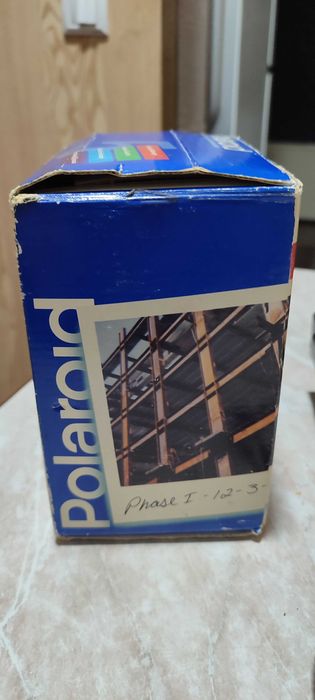 Polaroid
Phase I - 12-3-